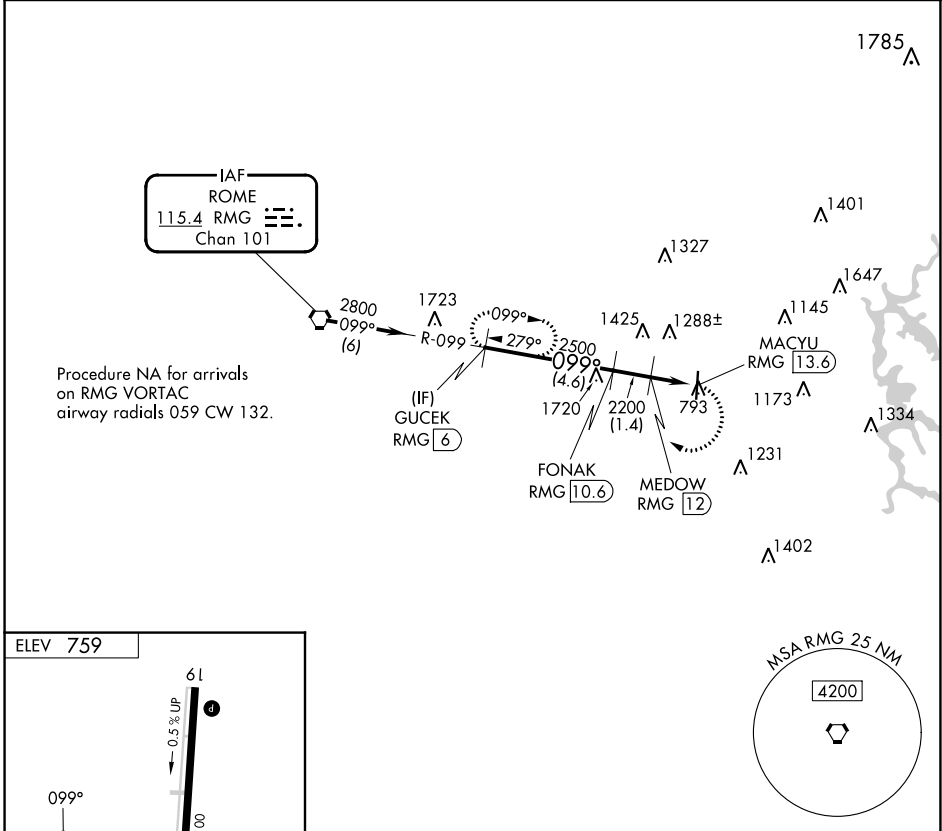 1785
IAF
ROME
115.4 RMG
Chan 101
1401
1327
1647
2800
099°
(6)
1723
R-099
099°
279°
2500
099°
(4.6)
1425
1288±
1145
MACYU
RMG 13.6
Procedure NA for arrivals
on RMG VORTAC
airway radials 059 CW 132.
(IF)
GUCEK
RMG 6
1720
2200
(1.4)
793
1173
1334
FONAK
RMG 10.6
MEDOW
RMG 12
1231
1402
ELEV 759
19
P
0.5% UP
099°
00
MSA RMG 25 NM
4200